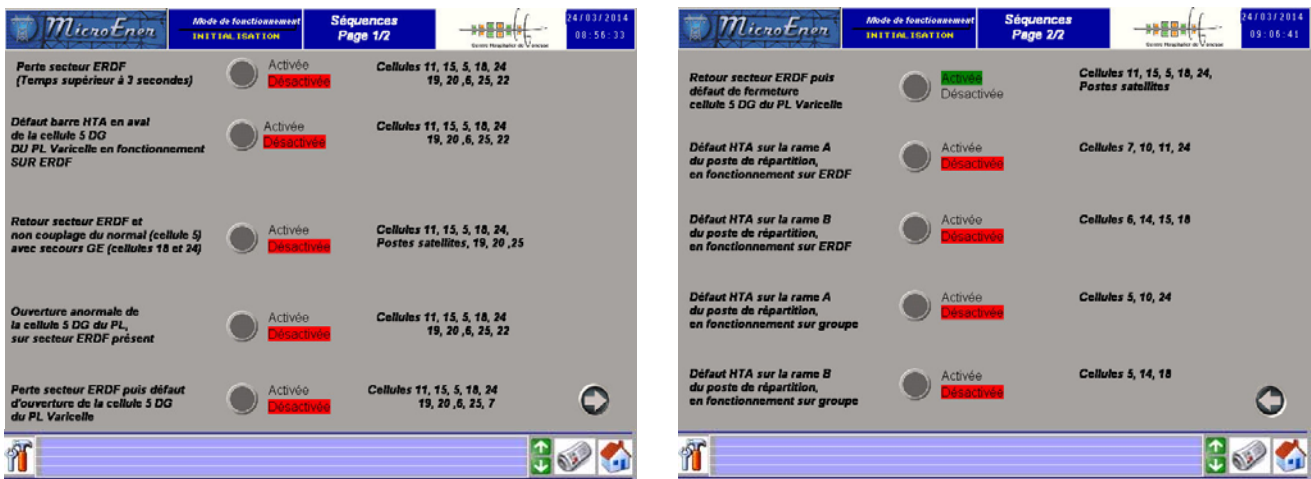 MicroEner
Mode de fonctionnement
INITIALISATION
Séquences
Page 1/2
24/03/2014
08:56:33
Perte secteur ERDF
(Temps supérieur à 3 secondes)
Activée
Désactivée
Cellules 11, 15, 5, 18, 24
19, 20 ,6, 25, 22
Défaut barre HTA en aval
de la cellule 5 DG
DU PL Varicelle en fonctionnement
SUR ERDF
Activée
Désactivée
Cellules 11, 15, 5, 18, 24
19, 20 ,6, 25, 22
Retour secteur ERDF et
non couplage du normal (cellule 5)
avec secours GE (cellules 18 et 24)
Activée
Désactivée
Cellules 11, 15, 5, 18, 24,
Postes satellites, 19, 20 ,25
Ouverture anormale de
la cellule 5 DG du PL,
sur secteur ERDF présent
Activée
Désactivée
Cellules 11, 15, 5, 18, 24
19, 20 ,6, 25, 22
Perte secteur ERDF puis défaut
d'ouverture de la cellule 5 DG
du PL Varicelle
Activée
Désactivée
Cellules 11, 15, 5, 18, 24
19, 20 ,6, 25, 7
MicroEner
Mode de fonctionnement
INITIALISATION
Séquences
Page 2/2
24/03/2014
09:06:41
Retour secteur ERDF puis
défaut de fermeture
cellule 5 DG du PL Varicelle
Activée
Désactivée
Cellules 11, 15, 5, 18, 24,
Postes satellites
Défaut HTA sur la rame A
du poste de répartition,
en fonctionnement sur ERDF
Activée
Désactivée
Cellules 7, 10, 11, 24
Défaut HTA sur la rame B
du poste de répartition,
en fonctionnement sur ERDF
Activée
Désactivée
Cellules 6, 14, 15, 18
Défaut HTA sur la rame A
du poste de répartition,
en fonctionnement sur groupe
Activée
Désactivée
Cellules 5, 10, 24
Défaut HTA sur la rame B
du poste de répartition,
en fonctionnement sur groupe
Activée
Désactivée
Cellules 5, 14, 18